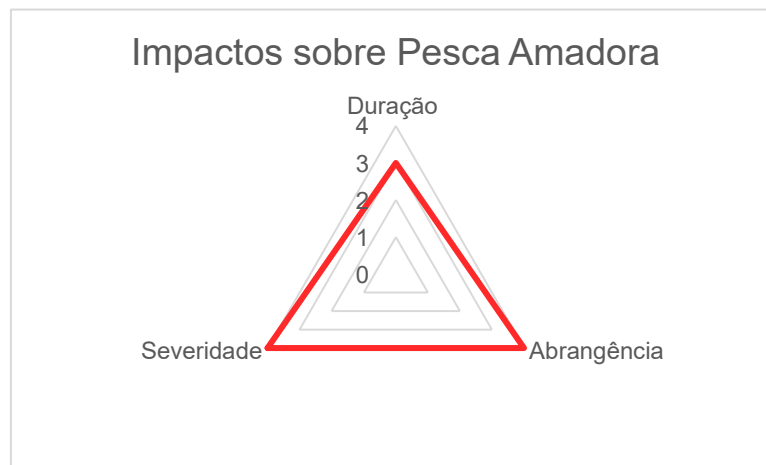 Impactos sobre Pesca Amadora
Duração
4
3
2
1
0
Severidade
Abrangência